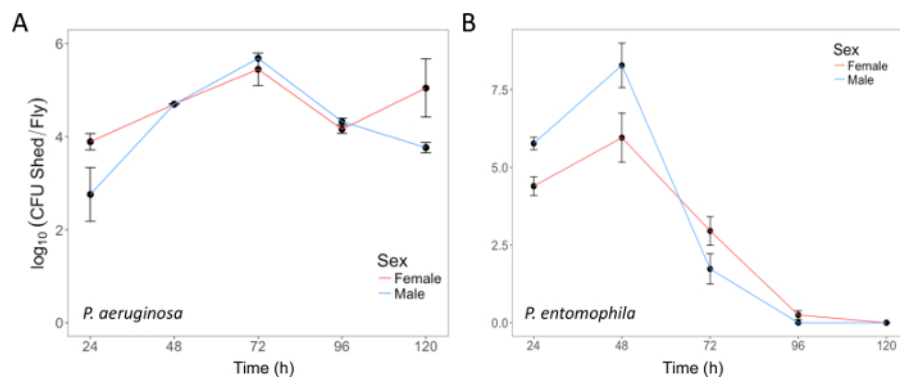 A
log10 (CFU Shed/Fly)
6
4
2
0
24
48
72
96
120
Time (h)
Sex
Female
Male
P. aeruginosa
B
7.5
5.0
2.5
0.0
24
48
72
96
120
Time (h)
Sex
Female
Male
P. entomophila